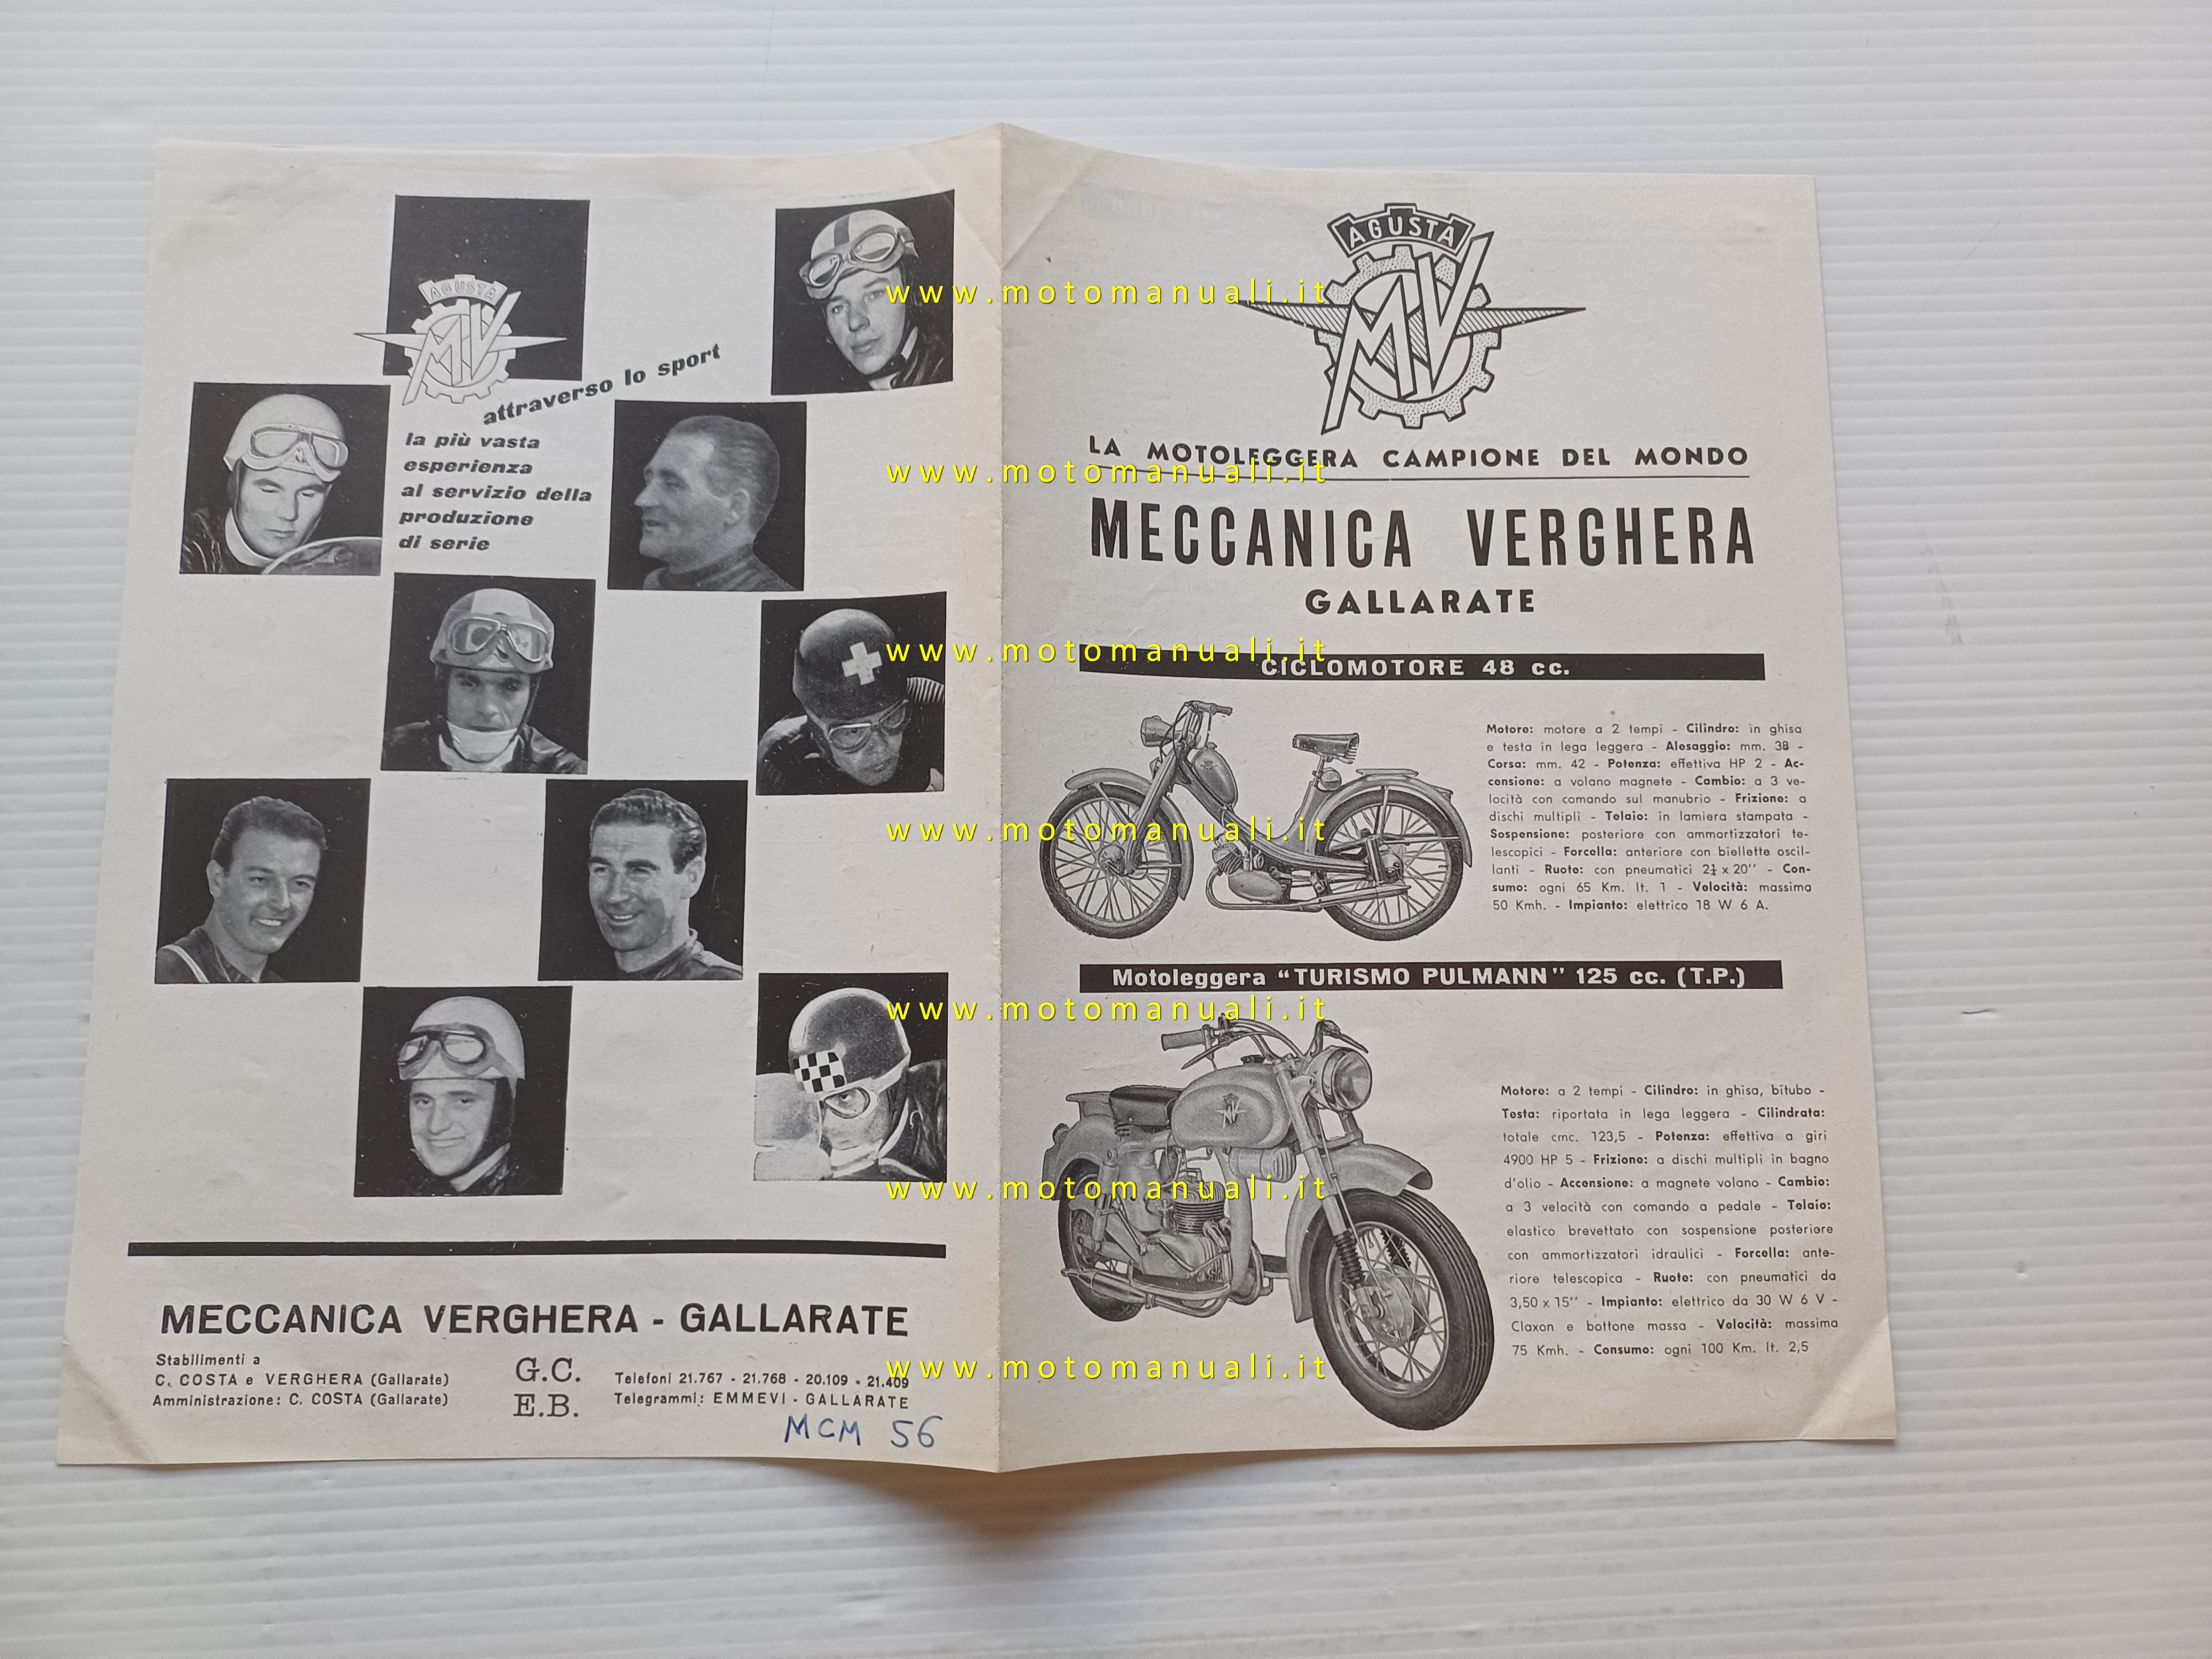 AGUSTA
MV
attraverso lo sport
la più vasta
esperienza
al servizio della
produzione
di serie
MECCANICA VERGHERA - GALLARATE
Stabilimenti a
C. COSTA e VERGHERA (Gallarate)
Amministrazione: C. COSTA (Gallarate)
G.C.
E.B.
Telefoni 21.767 - 21.768 - 20.109 - 21.409
Telegrammi: EMMEVI - GALLARATE
MCM 56
AGUSTA
MV
LA MOTOLEGGERA CAMPIONE DEL MONDO
MECCANICA VERGHERA
GALLARATE
CICLOMOTORE 48 cc.
Motore: motore a 2 tempi - Cilindro: in ghisa
e testa in lega leggera - Alesaggio: mm. 38 -
Corsa: mm. 42 - Potenza: effettiva HP 2 - Ac-
censione: a volano magnete - Cambio: a 3 ve-
locità con comando sul manubrio - Frizione: a
dischi multipli - Telaio: in lamiera stampata -
Sospensione: posteriore con ammortizzatori te-
lescopici - Forcella: anteriore con biellette oscil-
lanti - Ruote: con pneumatici 2¼ x 20'' - Con-
sumo: ogni 65 Km. lt. 1 - Velocità: massima
50 Kmh. - Impianto: elettrico 18 W 6 A.
Motoleggera "TURISMO PULMANN" 125 cc. (T.P.)
MV
Motore: a 2 tempi - Cilindro: in ghisa, bitubo -
Testa: riportata in lega leggera - Cilindrata:
totale cmc. 123,5 - Potenza: effettiva a giri
4900 HP 5 - Frizione: a dischi multipli in bagno
d'olio - Accensione: a magnete volano - Cambio:
a 3 velocità con comando a pedale - Telaio:
elastico brevettato con sospensione posteriore
con ammortizzatori idraulici - Forcella: ante-
riore telescopica - Ruote: con pneumatici da
3,50 x 15'' - Impianto: elettrico da 30 W 6 V -
Claxon e bottone massa - Velocità: massima
75 Kmh. - Consumo: ogni 100 Km. lt. 2,5
www.motomanuali.it
www.motomanuali.it
www.motomanuali.it
www.motomanuali.it
www.motomanuali.it
www.motomanuali.it
www.motomanuali.it